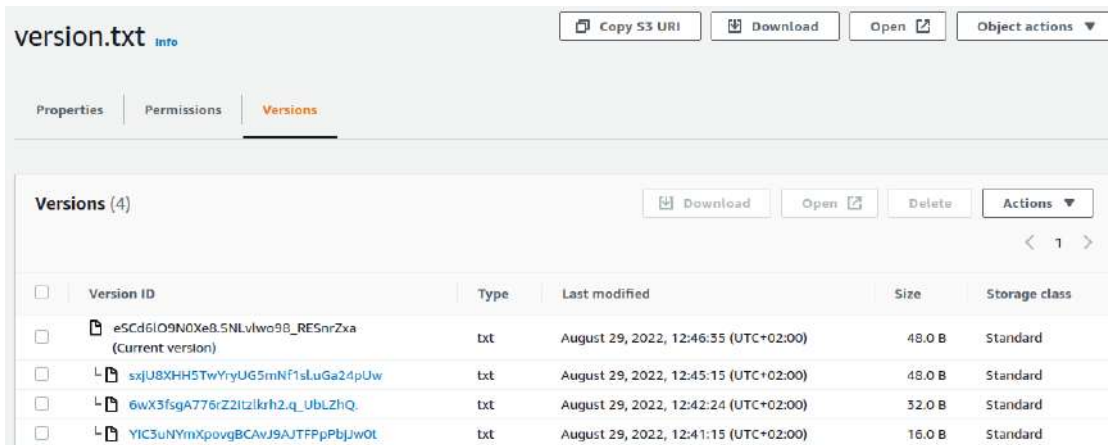 version.txt Info
Copy S3 URI Download Open Object actions
Properties Permissions Versions
Versions (4)
Download Open Delete Actions
1
Version ID Type Last modified Size Storage class
eSCd6lO9N0Xe8.5NLvlwo98_RESnrZxa
(Current version) txt August 29, 2022, 12:46:35 (UTC+02:00) 48.0 B Standard
sxjU8XHH5TwYryUG5mNf1sl.uGa24pUw txt August 29, 2022, 12:45:15 (UTC+02:00) 48.0 B Standard
6wX3fsgA776rZ2Itzlkrh2.q_UbLZhQ. txt August 29, 2022, 12:42:24 (UTC+02:00) 32.0 B Standard
YIC3uNYmXpovgBCAvJ9AJTFPpPbJJw0t txt August 29, 2022, 12:41:15 (UTC+02:00) 16.0 B Standard